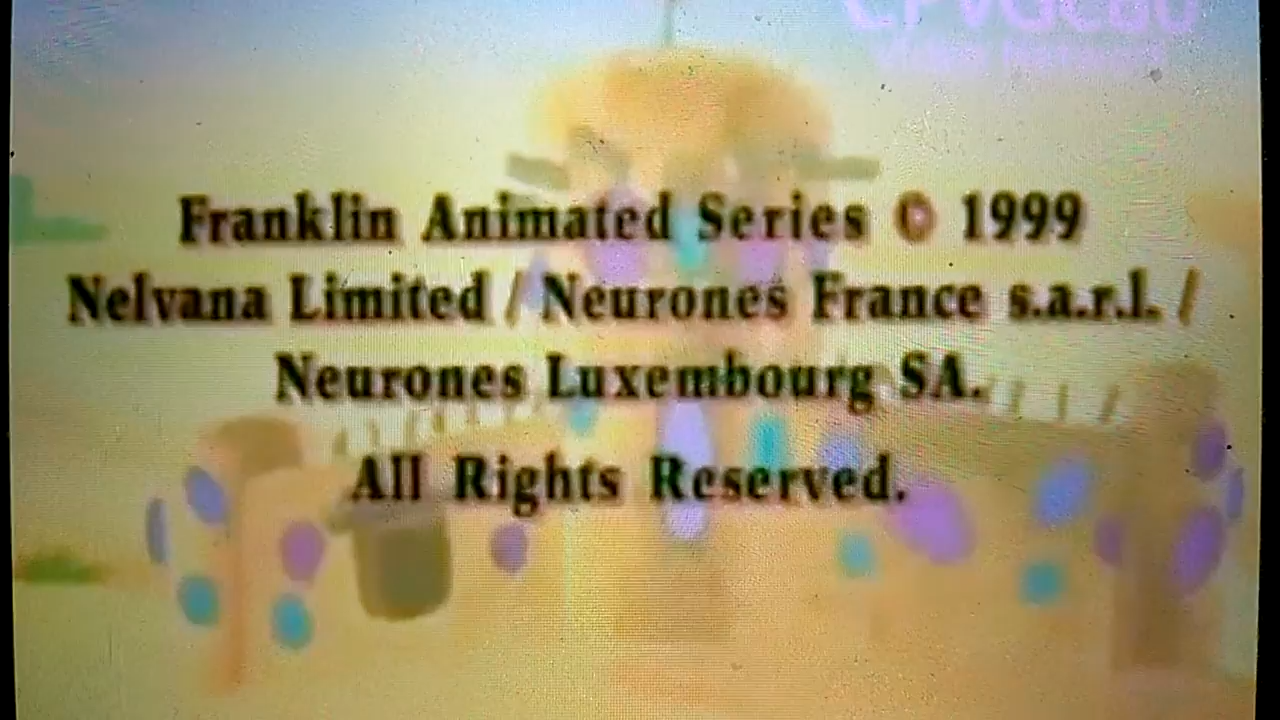 Franklin Animated Series © 1999
Nelvana Limited / Neurones France s.a.r.l. /
Neurones Luxembourg SA.
All Rights Reserved.